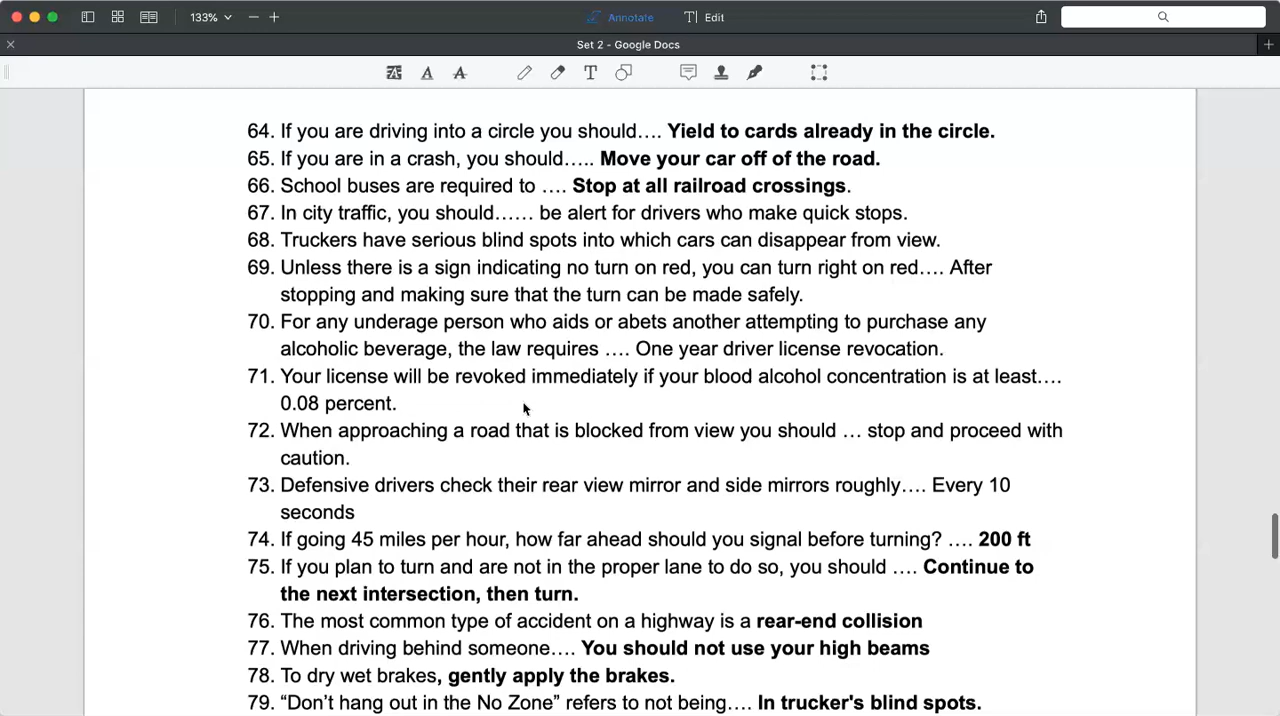 133%
Annotate
Edit
Set 2 - Google Docs
64. If you are driving into a circle you should…. Yield to cards already in the circle.
65. If you are in a crash, you should….. Move your car off of the road.
66. School buses are required to …. Stop at all railroad crossings.
67. In city traffic, you should…… be alert for drivers who make quick stops.
68. Truckers have serious blind spots into which cars can disappear from view.
69. Unless there is a sign indicating no turn on red, you can turn right on red…. After
stopping and making sure that the turn can be made safely.
70. For any underage person who aids or abets another attempting to purchase any
alcoholic beverage, the law requires …. One year driver license revocation.
71. Your license will be revoked immediately if your blood alcohol concentration is at least….
0.08 percent.
72. When approaching a road that is blocked from view you should … stop and proceed with
caution.
73. Defensive drivers check their rear view mirror and side mirrors roughly…. Every 10
seconds
74. If going 45 miles per hour, how far ahead should you signal before turning? …. 200 ft
75. If you plan to turn and are not in the proper lane to do so, you should …. Continue to
the next intersection, then turn.
76. The most common type of accident on a highway is a rear-end collision
77. When driving behind someone…. You should not use your high beams
78. To dry wet brakes, gently apply the brakes.
79. “Don’t hang out in the No Zone” refers to not being…. In trucker's blind spots.